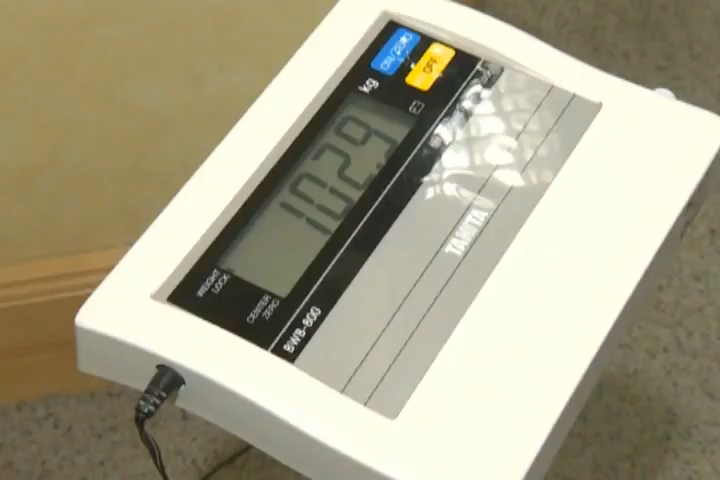 ON/ZERO
OFF
kg
102.9
WEIGHT
LOCK
CENTER
ZERO
BWB-800
TANITA